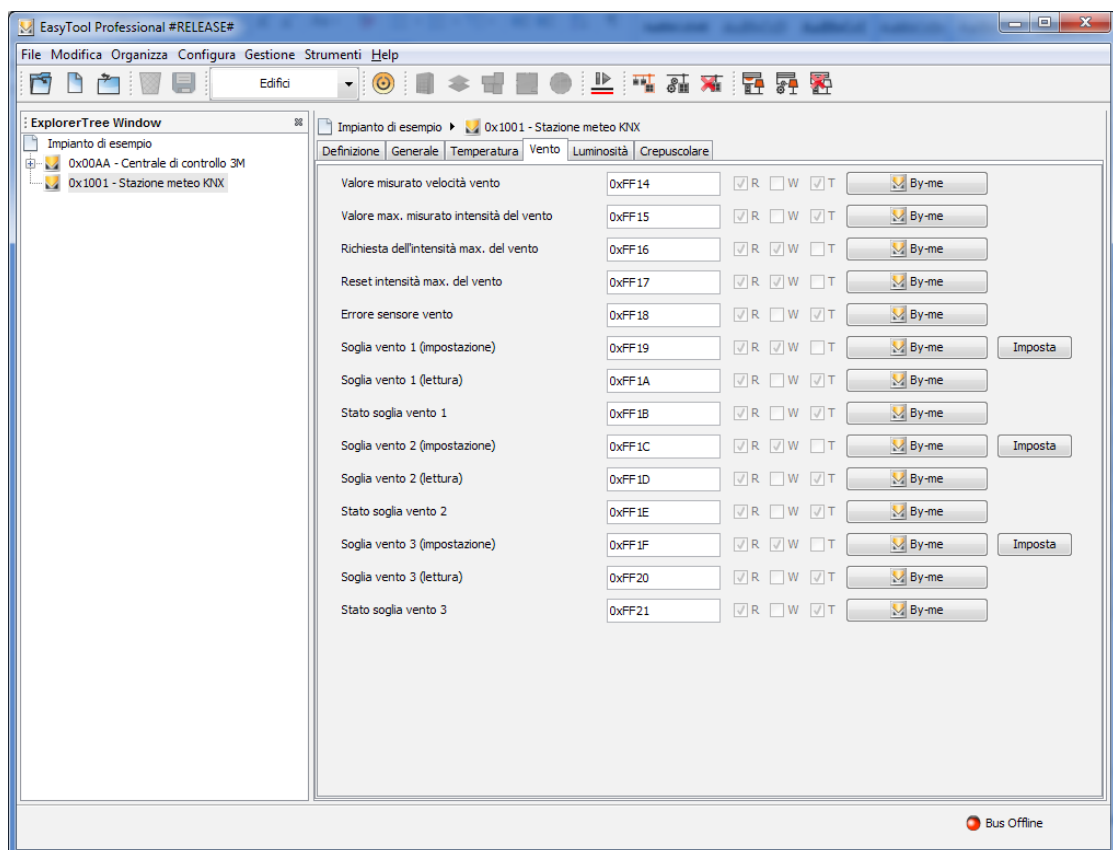 EasyTool Professional #RELEASE#
File Modifica Organizza Configura Gestione Strumenti Help
Edifici
ExplorerTree Window
Impianto di esempio
0x00AA - Centrale di controllo 3M
0x1001 - Stazione meteo KNX
Impianto di esempio 0x1001 - Stazione meteo KNX
Definizione Generale Temperatura Vento Luminosità Crepuscolare
Valore misurato velocità vento 0xFF14 R W T By-me
Valore max. misurato intensità del vento 0xFF15 R W T By-me
Richiesta dell'intensità max. del vento 0xFF16 R W T By-me
Reset intensità max. del vento 0xFF17 R W T By-me
Errore sensore vento 0xFF18 R W T By-me
Soglia vento 1 (impostazione) 0xFF19 R W T By-me Imposta
Soglia vento 1 (lettura) 0xFF1A R W T By-me
Stato soglia vento 1 0xFF1B R W T By-me
Soglia vento 2 (impostazione) 0xFF1C R W T By-me Imposta
Soglia vento 2 (lettura) 0xFF1D R W T By-me
Stato soglia vento 2 0xFF1E R W T By-me
Soglia vento 3 (impostazione) 0xFF1F R W T By-me Imposta
Soglia vento 3 (lettura) 0xFF20 R W T By-me
Stato soglia vento 3 0xFF21 R W T By-me
Bus Offline